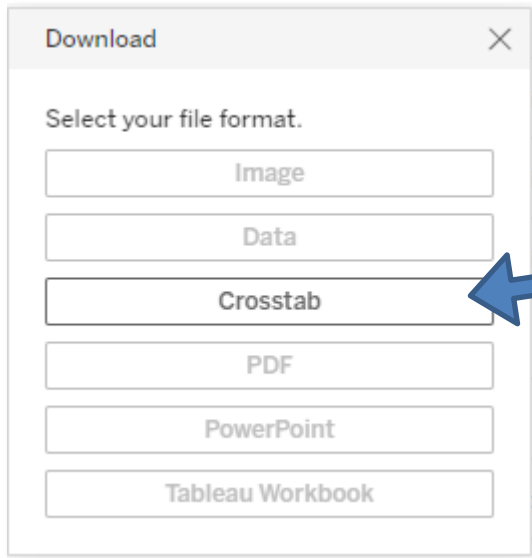 Download
Select your file format.
Image
Data
Crosstab
PDF
PowerPoint
Tableau Workbook